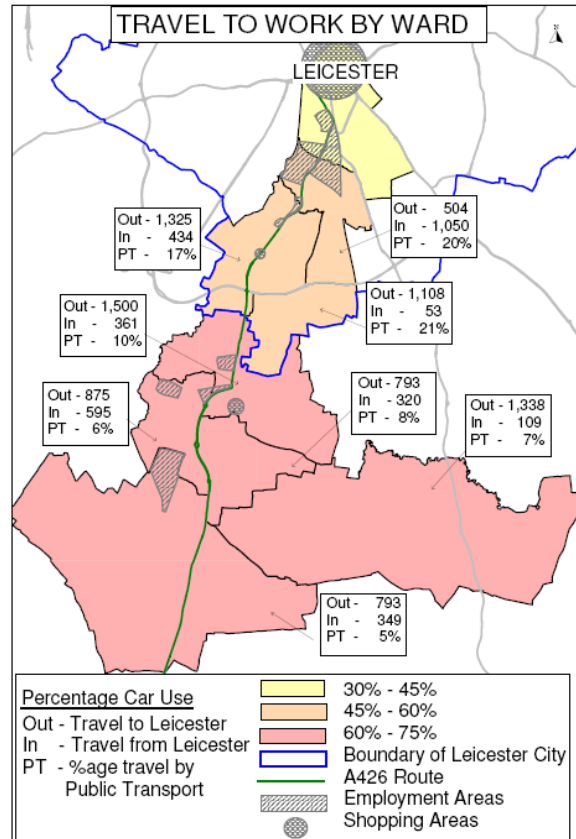 TRAVEL TO WORK BY WARD
LEICESTER
Out - 1,325
In - 434
PT - 17%
Out - 504
In - 1,050
PT - 20%
Out - 1,500
In - 361
PT - 10%
Out - 1,108
In - 53
PT - 21%
Out - 875
In - 595
PT - 6%
Out - 793
In - 320
PT - 8%
Out - 1,338
In - 109
PT - 7%
Out - 793
In - 349
PT - 5%
Percentage Car Use
Out - Travel to Leicester
In - Travel from Leicester
PT - %age travel by
Public Transport
30% - 45%
45% - 60%
60% - 75%
Boundary of Leicester City
A426 Route
Employment Areas
Shopping Areas